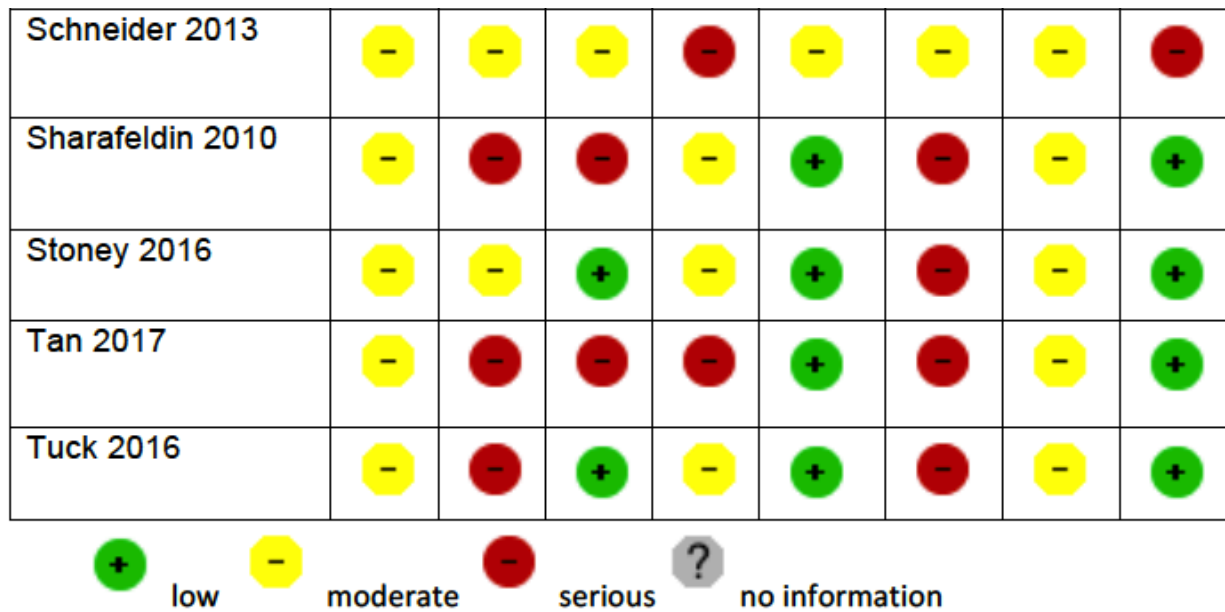 Schneider 2013 - - - - - - - -
Sharafeldin 2010 - - - - + - - +
Stoney 2016 - - + - + - - +
Tan 2017 - - - - + - - +
Tuck 2016 - - + - + - - +
+ low - moderate - serious ? no information